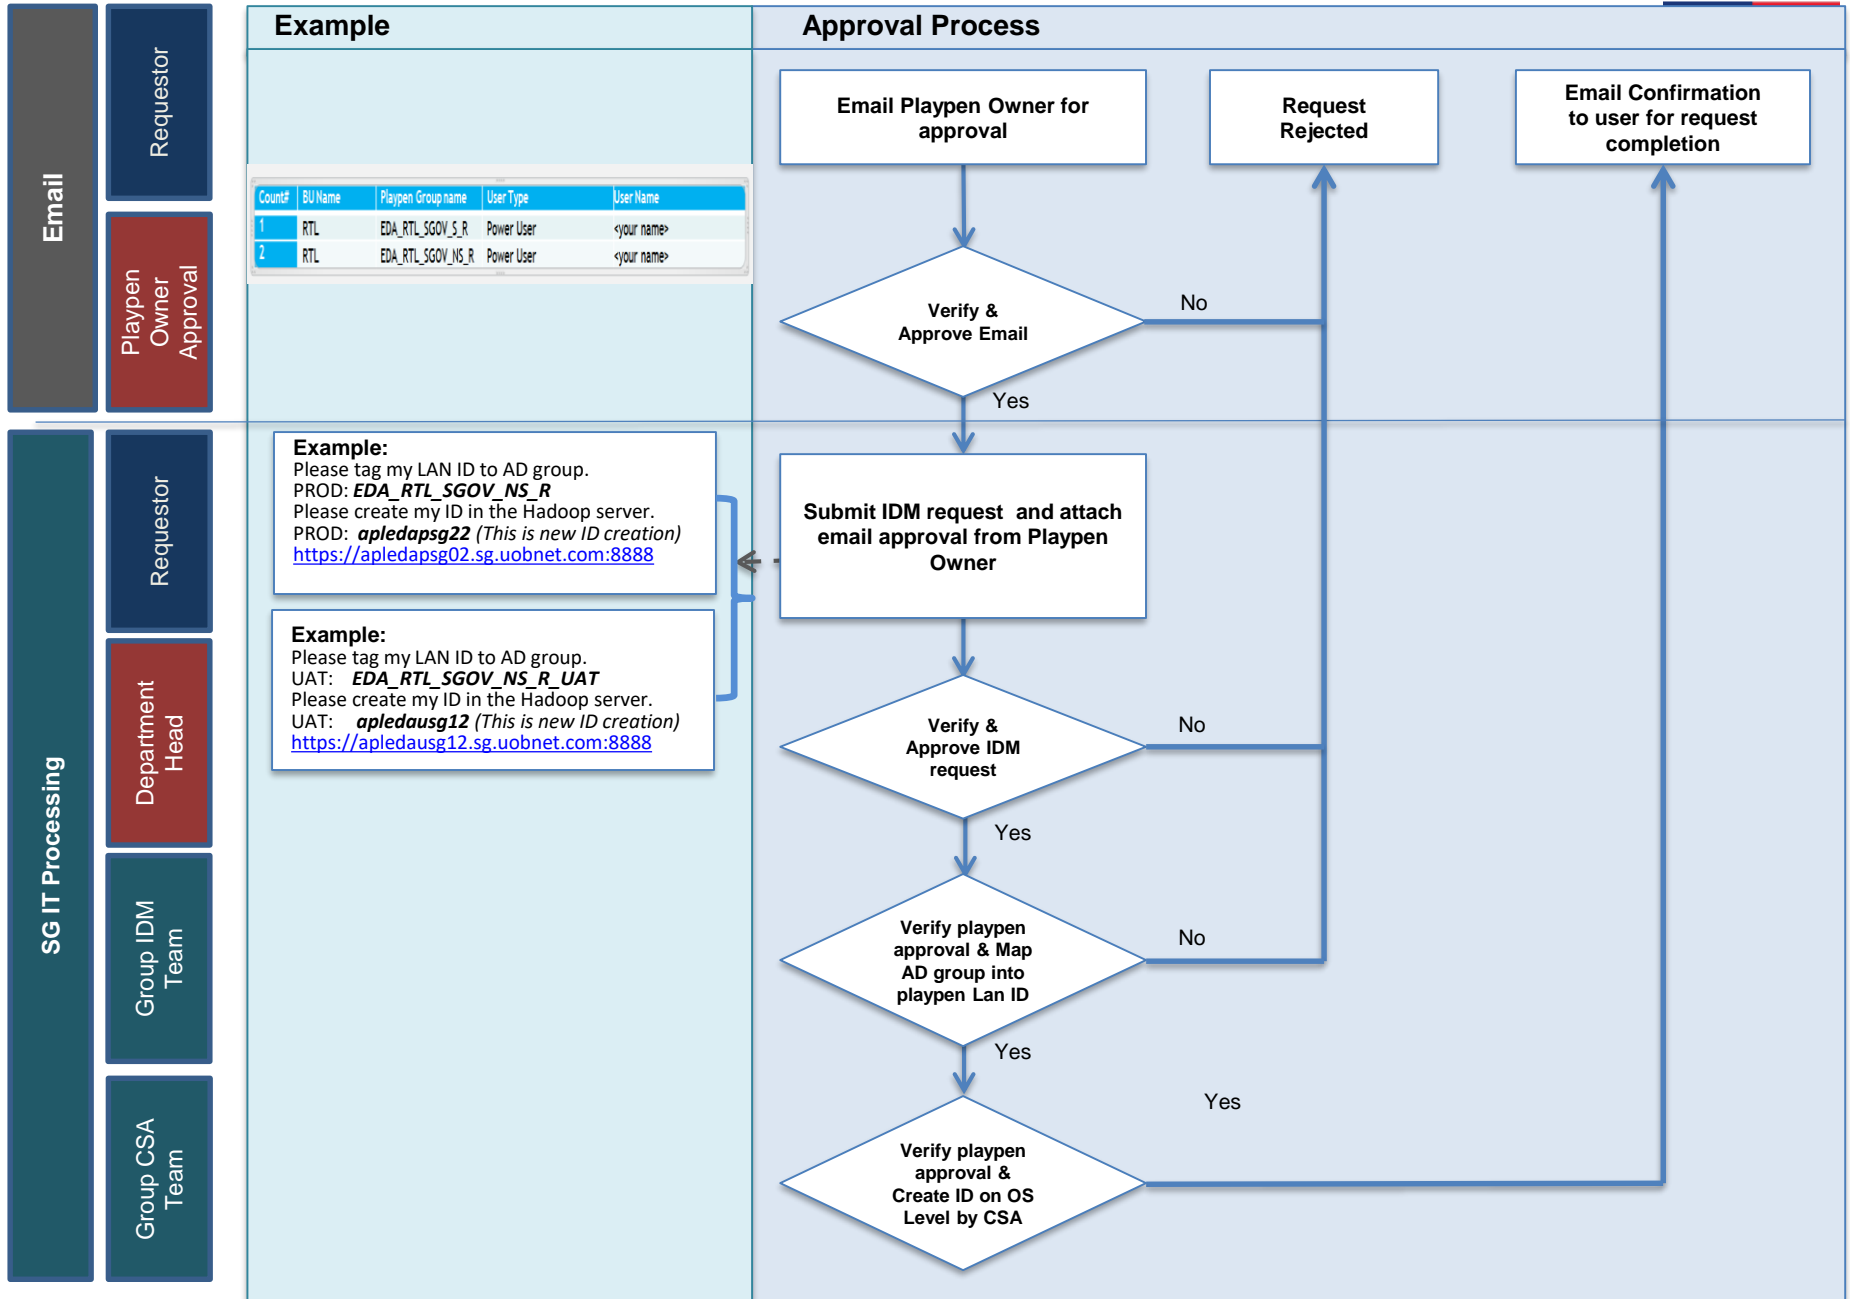 Example
Approval Process
Email
Requestor
Playpen
Owner
Approval
Count# BU Name Playpen Group name User Type User Name
1 RTL EDA_RTL_SGOV_S_R Power User <your name>
2 RTL EDA_RTL_SGOV_NS_R Power User <your name>
Email Playpen Owner for
approval
Request
Rejected
Email Confirmation
to user for request
completion
Verify &
Approve Email
No
Yes
SG IT Processing
Requestor
Example:
Please tag my LAN ID to AD group.
PROD: EDA_RTL_SGOV_NS_R
Please create my ID in the Hadoop server.
PROD: apledapsg22 (This is new ID creation)
https://apledapsg02.sg.uobnet.com:8888
Example:
Please tag my LAN ID to AD group.
UAT: EDA_RTL_SGOV_NS_R_UAT
Please create my ID in the Hadoop server.
UAT: apledausg12 (This is new ID creation)
https://apledausg12.sg.uobnet.com:8888
Submit IDM request and attach
email approval from Playpen
Owner
Department
Head
Verify &
Approve IDM
request
No
Yes
Group IDM
Team
Verify playpen
approval & Map
AD group into
playpen Lan ID
No
Yes
Group CSA
Team
Verify playpen
approval &
Create ID on OS
Level by CSA
Yes